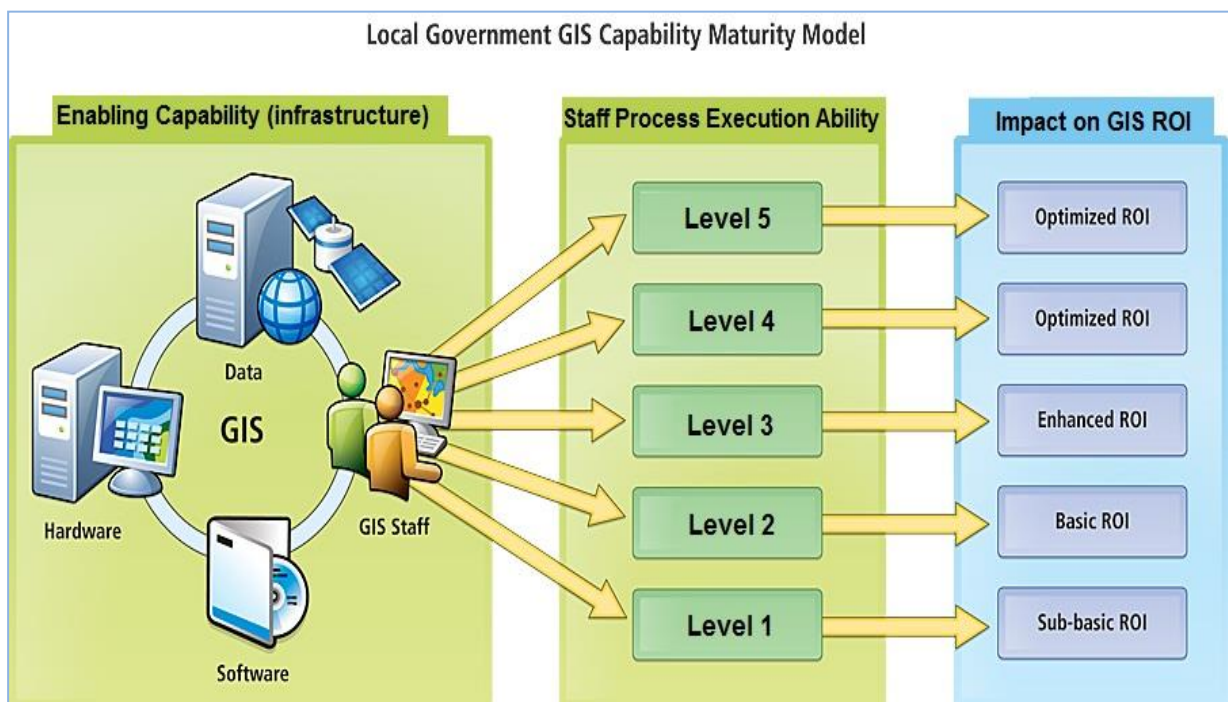 Local Government GIS Capability Maturity Model
Enabling Capability (infrastructure)
Data
GIS
Hardware
GIS Staff
Software
Staff Process Execution Ability
Level 5
Level 4
Level 3
Level 2
Level 1
Impact on GIS ROI
Optimized ROI
Optimized ROI
Enhanced ROI
Basic ROI
Sub-basic ROI